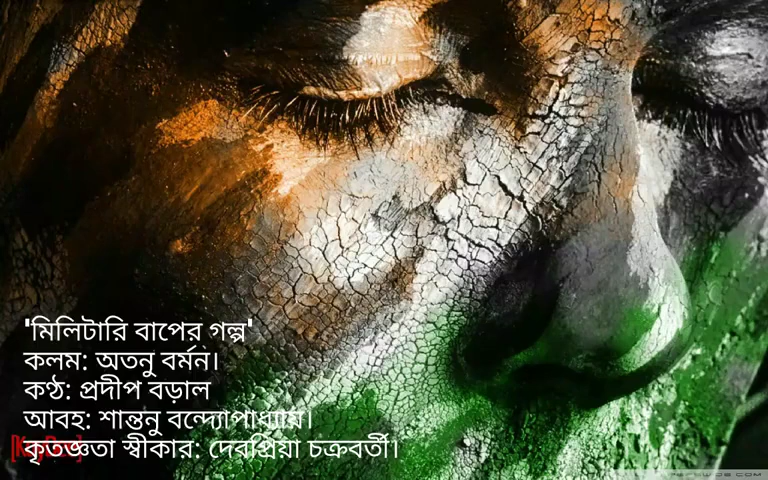 'মিলিটারি বাপের গল্প'
কলম: অতনু বর্মন।
কণ্ঠ: প্রদীপ বড়াল
আবহ: শান্তনু বন্দ্যোপাধ্যায়।
কৃতজ্ঞতা স্বীকার: দেবপ্রিয়া চক্রবর্তী।